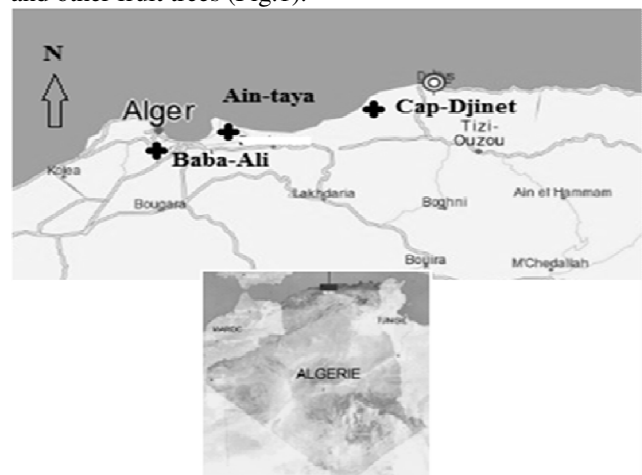 and other fruit trees (Fig.1).
N
Ain-taya
Alger
Cap-Djinet
Baba-Ali
Tizi-
Ouzou
Kolea
Bougara
Lakhdaria
Boghni
Ain el Hammam
Bouira
M'Chedallah
MAROC
ALGERIE